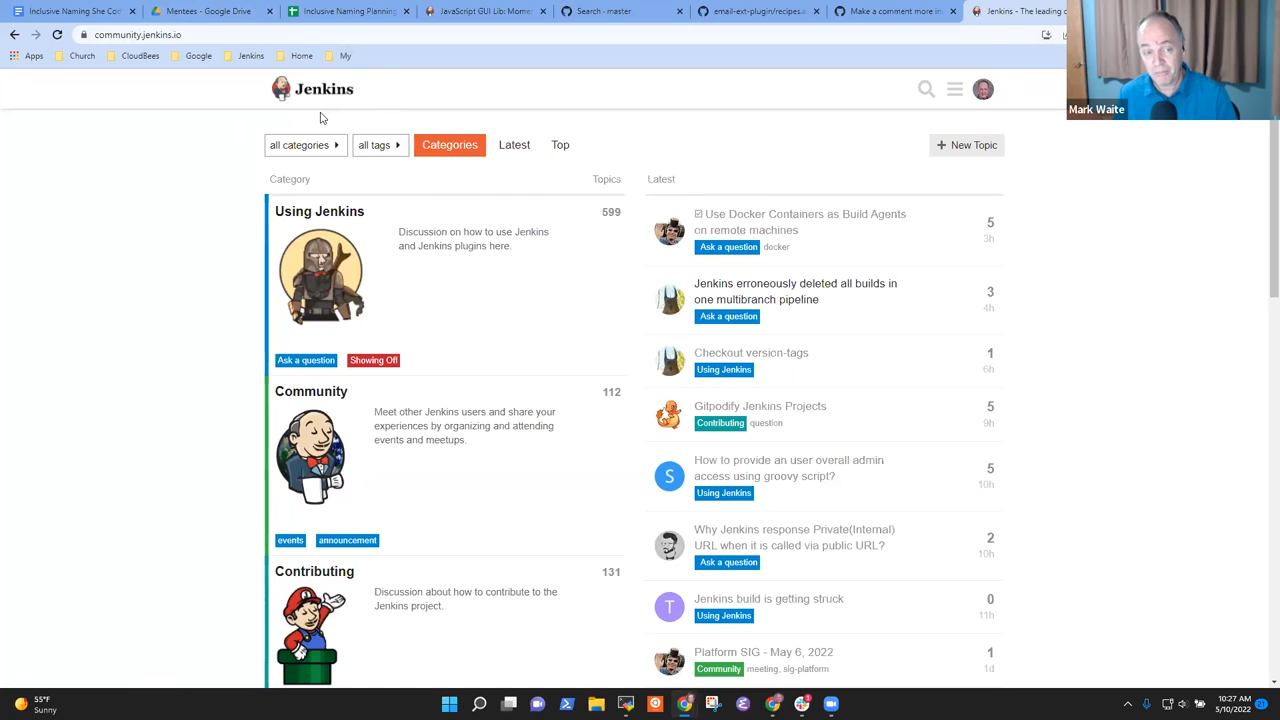 Inclusive Naming She Cod
Mentees - Google Drive
Inclusive Naming Planning
JavaScript GUI Lib: Momen
Search · master
email-ext-plugin/recipes.a
Make a comment more in
Jenkins - The leading o
community.jenkins.io
Apps
Church
CloudBees
Google
Jenkins
Home
My
Mark Waite
Jenkins
all categories
all tags
Categories
Latest
Top
+ New Topic
Category
Topics
Using Jenkins
599
Discussion on how to use Jenkins
and Jenkins plugins here.
Ask a question
Showing Off
Community
112
Meet other Jenkins users and share your
experiences by organizing and attending
events and meetups.
events
announcement
Contributing
131
Discussion about how to contribute to the
Jenkins project.
Latest
Use Docker Containers as Build Agents
on remote machines
Ask a question docker
5
3h
Jenkins erroneously deleted all builds in
one multibranch pipeline
Ask a question
3
4h
Checkout version-tags
Using Jenkins
1
6h
Gitpodify Jenkins Projects
Contributing question
5
9h
S
How to provide an user overall admin
access using groovy script?
Using Jenkins
5
10h
Why Jenkins response Private(Internal)
URL when it is called via public URL?
Ask a question
2
10h
T
Jenkins build is getting struck
Using Jenkins
0
11h
Platform SIG - May 6, 2022
Community meeting, sig-platform
1
1d
55°F
Sunny
10:27 AM
5/10/2022
21